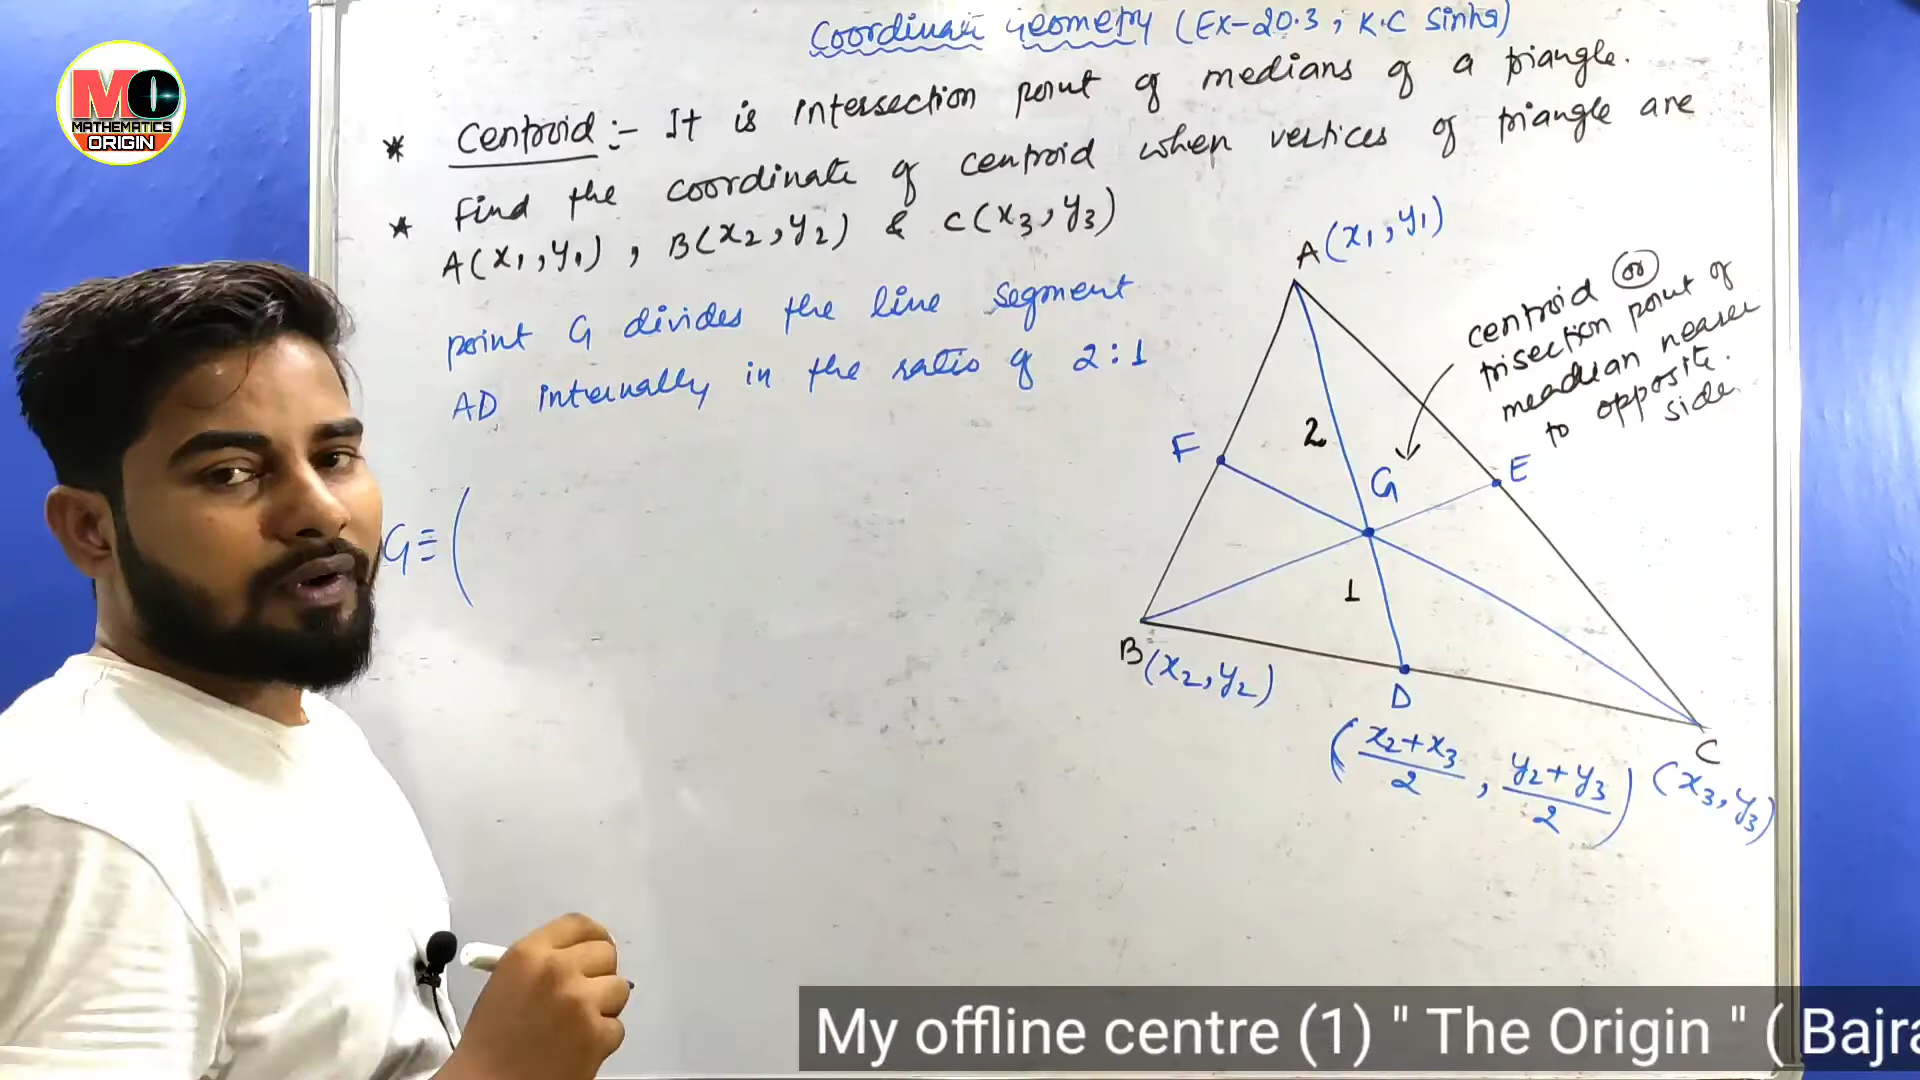 MO
MATHEMATICS
ORIGIN
Coordinate Geometry (Ex-20.3, K.C Sinha)
* Centroid :- It is intersection point of medians of a triangle.
* Find the coordinate of centroid when vertices of triangle are
A(x₁,y₁), B(x₂,y₂) & C(x₃,y₃)
point G divides the line segment
AD internally in the ratio of 2:1
G≡(
A(x₁,y₁)
centroid or
trisection point of
meadian nearer
to opposite
side.
F
2
G
E
1
B(x₂,y₂)
D
(x₂+x₃/2, y₂+y₃/2)
C
(x₃,y₃)
My offline centre (1) " The Origin " ( Bajra